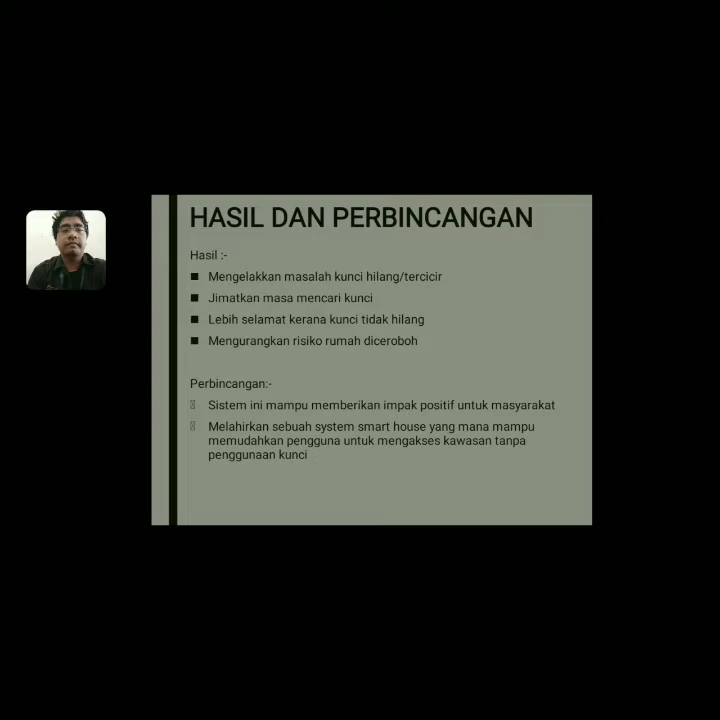 HASIL DAN PERBINCANGAN
Hasil :-
Mengelakkan masalah kunci hilang/tercicir
Jimatkan masa mencari kunci
Lebih selamat kerana kunci tidak hilang
Mengurangkan risiko rumah diceroboh
Perbincangan:-
Sistem ini mampu memberikan impak positif untuk masyarakat
Melahirkan sebuah system smart house yang mana mampu
memudahkan pengguna untuk mengakses kawasan tanpa
penggunaan kunci